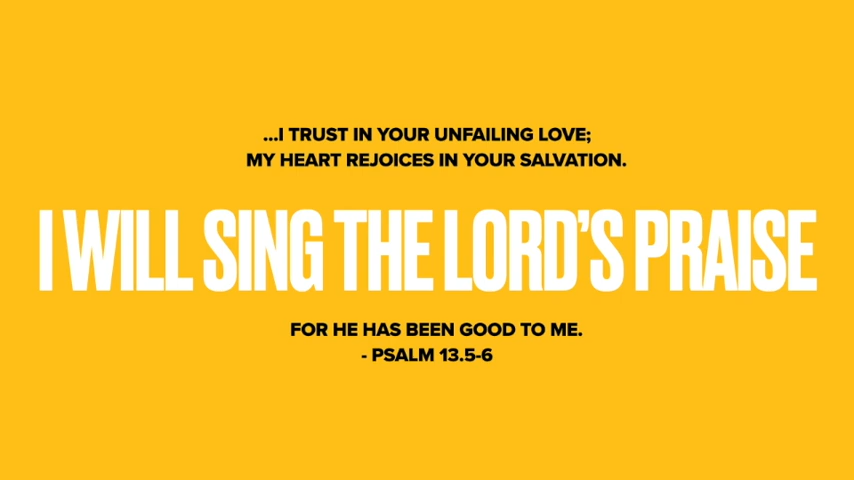 ...I TRUST IN YOUR UNFAILING LOVE;
MY HEART REJOICES IN YOUR SALVATION.
I WILL SING THE LORD’S PRAISE
FOR HE HAS BEEN GOOD TO ME.
- PSALM 13.5-6